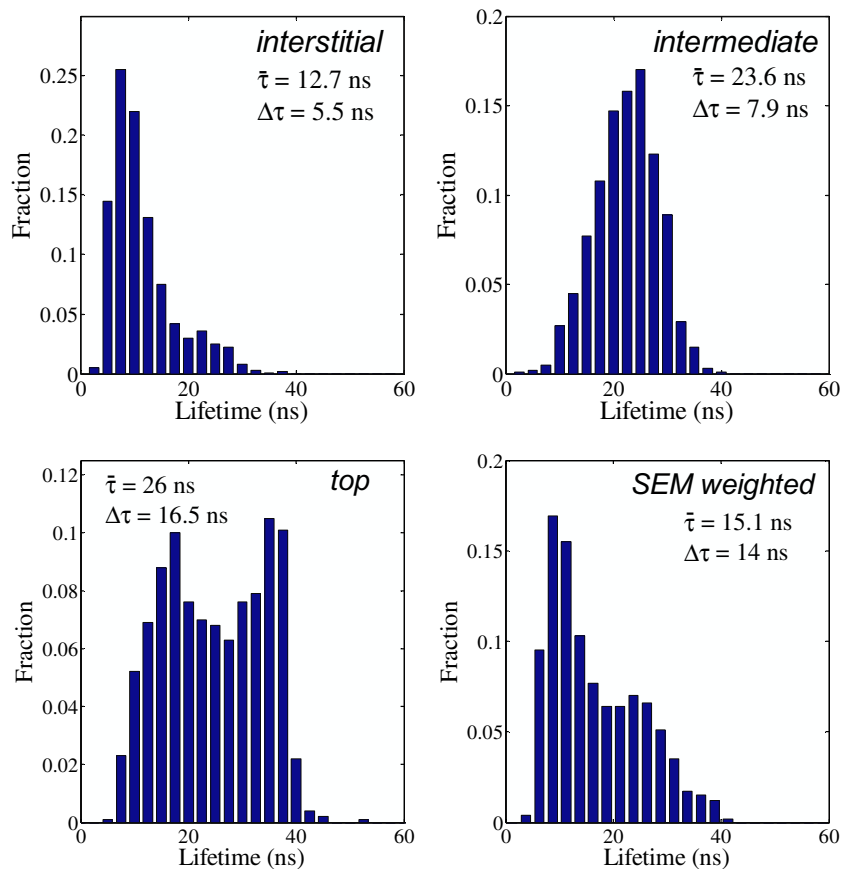 interstitial
τ̄ = 12.7 ns
Δτ = 5.5 ns
0.25
0.2
0.15
0.1
0.05
0
Fraction
0 20 40 60
Lifetime (ns)
intermediate
τ̄ = 23.6 ns
Δτ = 7.9 ns
0.2
0.15
0.1
0.05
0
Fraction
0 20 40 60
Lifetime (ns)
top
τ̄ = 26 ns
Δτ = 16.5 ns
0.12
0.1
0.08
0.06
0.04
0.02
0
Fraction
0 20 40 60
Lifetime (ns)
SEM weighted
τ̄ = 15.1 ns
Δτ = 14 ns
0.2
0.15
0.1
0.05
0
Fraction
0 20 40 60
Lifetime (ns)